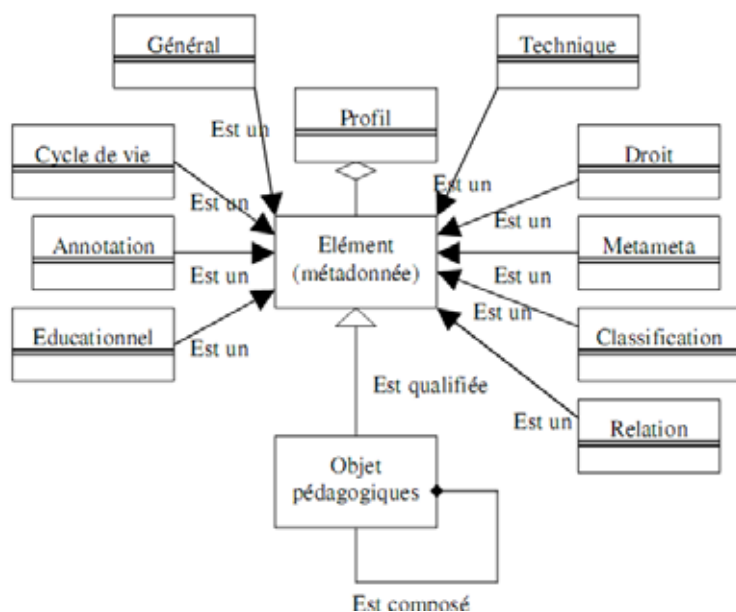 Général
Technique
Est un
Profil
Cycle de vie
Est un
Droit
Est un
Elément
(métadonnée)
Est un
Annotation
Metameta
Est un
Est un
Educationnel
Est un
Classification
Est un
Est qualifiée
Est un
Relation
Objet
pédagogiques
Est composé